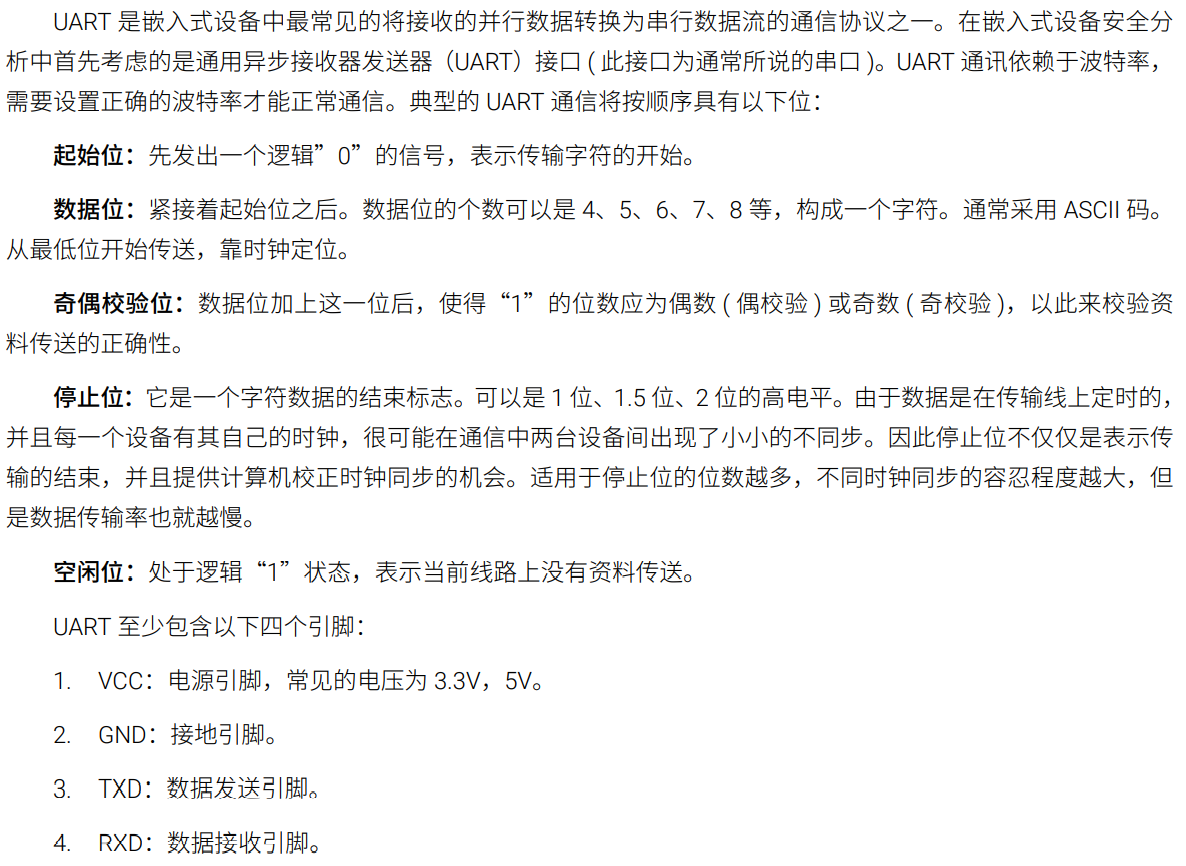 UART 是嵌入式设备中最常见的将接收的并行数据转换为串行数据流的通信协议之一。在嵌入式设备安全分
析中首先考虑的是通用异步接收器发送器（UART）接口 ( 此接口为通常所说的串口 )。UART 通讯依赖于波特率，
需要设置正确的波特率才能正常通信。典型的 UART 通信将按顺序具有以下位：
起始位：先发出一个逻辑”0”的信号，表示传输字符的开始。
数据位：紧接着起始位之后。数据位的个数可以是 4、5、6、7、8 等，构成一个字符。通常采用 ASCII 码。
从最低位开始传送，靠时钟定位。
奇偶校验位：数据位加上这一位后，使得“1”的位数应为偶数 ( 偶校验 ) 或奇数 ( 奇校验 )，以此来校验资
料传送的正确性。
停止位：它是一个字符数据的结束标志。可以是 1 位、1.5 位、2 位的高电平。由于数据是在传输线上定时的，
并且每一个设备有其自己的时钟，很可能在通信中两台设备间出现了小小的不同步。因此停止位不仅仅是表示传
输的结束，并且提供计算机校正时钟同步的机会。适用于停止位的位数越多，不同时钟同步的容忍程度越大，但
是数据传输率也就越慢。
空闲位：处于逻辑“1”状态，表示当前线路上没有资料传送。
UART 至少包含以下四个引脚：
1. VCC：电源引脚，常见的电压为 3.3V，5V。
2. GND：接地引脚。
3. TXD：数据发送引脚。
4. RXD：数据接收引脚。